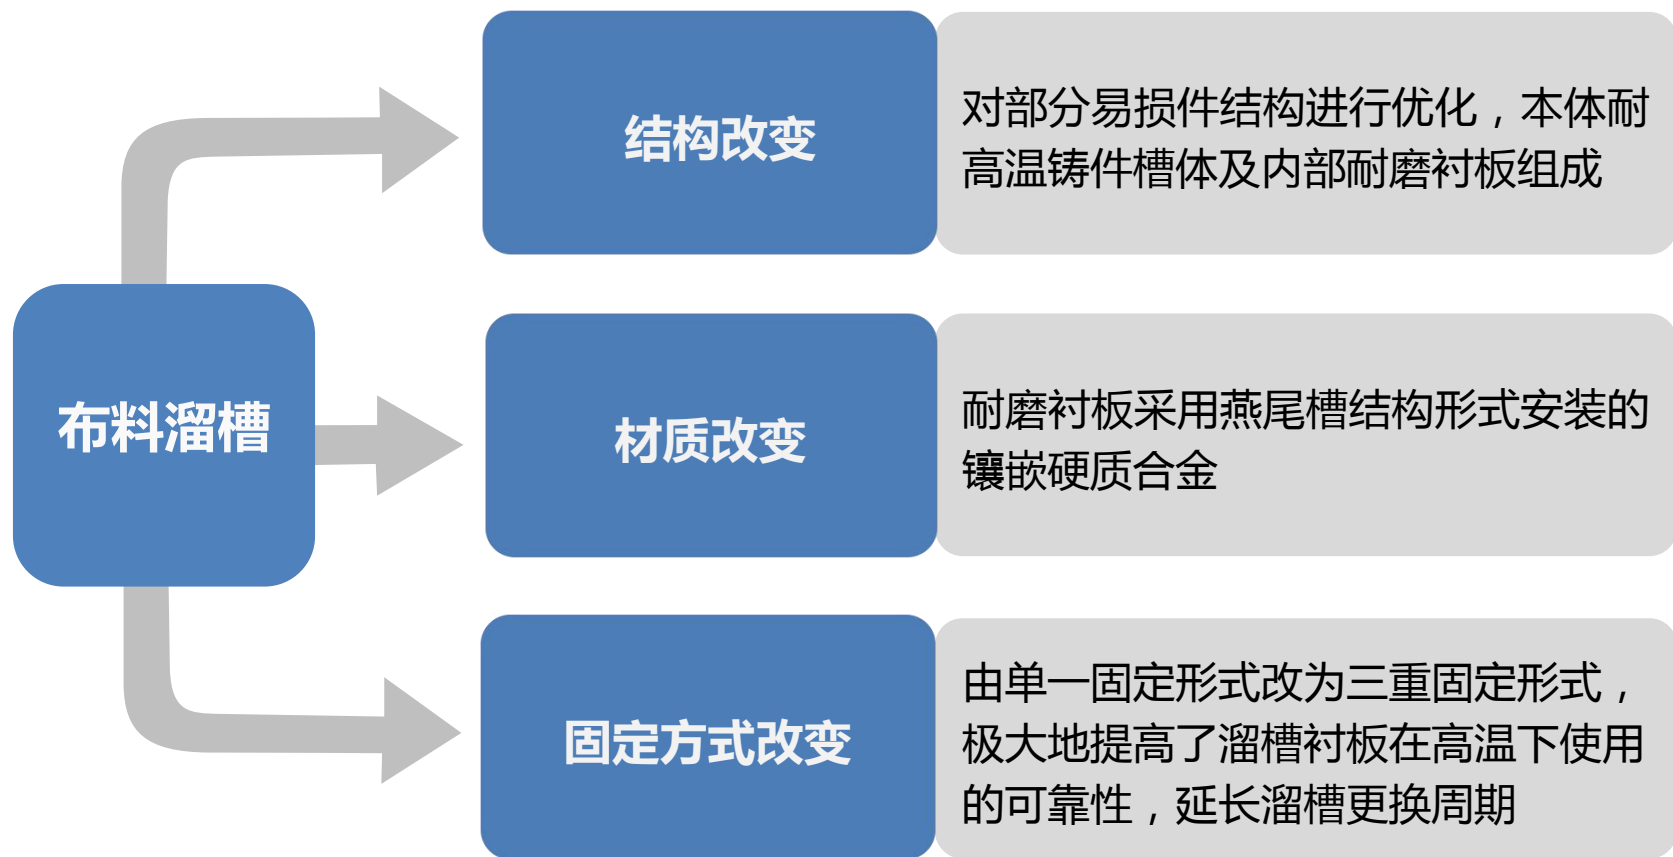 结构改变
对部分易损件结构进行优化，本体耐
高温铸件槽体及内部耐磨衬板组成
布料溜槽
材质改变
耐磨衬板采用燕尾槽结构形式安装的
镶嵌硬质合金
固定方式改变
由单一固定形式改为三重固定形式，
极大地提高了溜槽衬板在高温下使用
的可靠性，延长溜槽更换周期